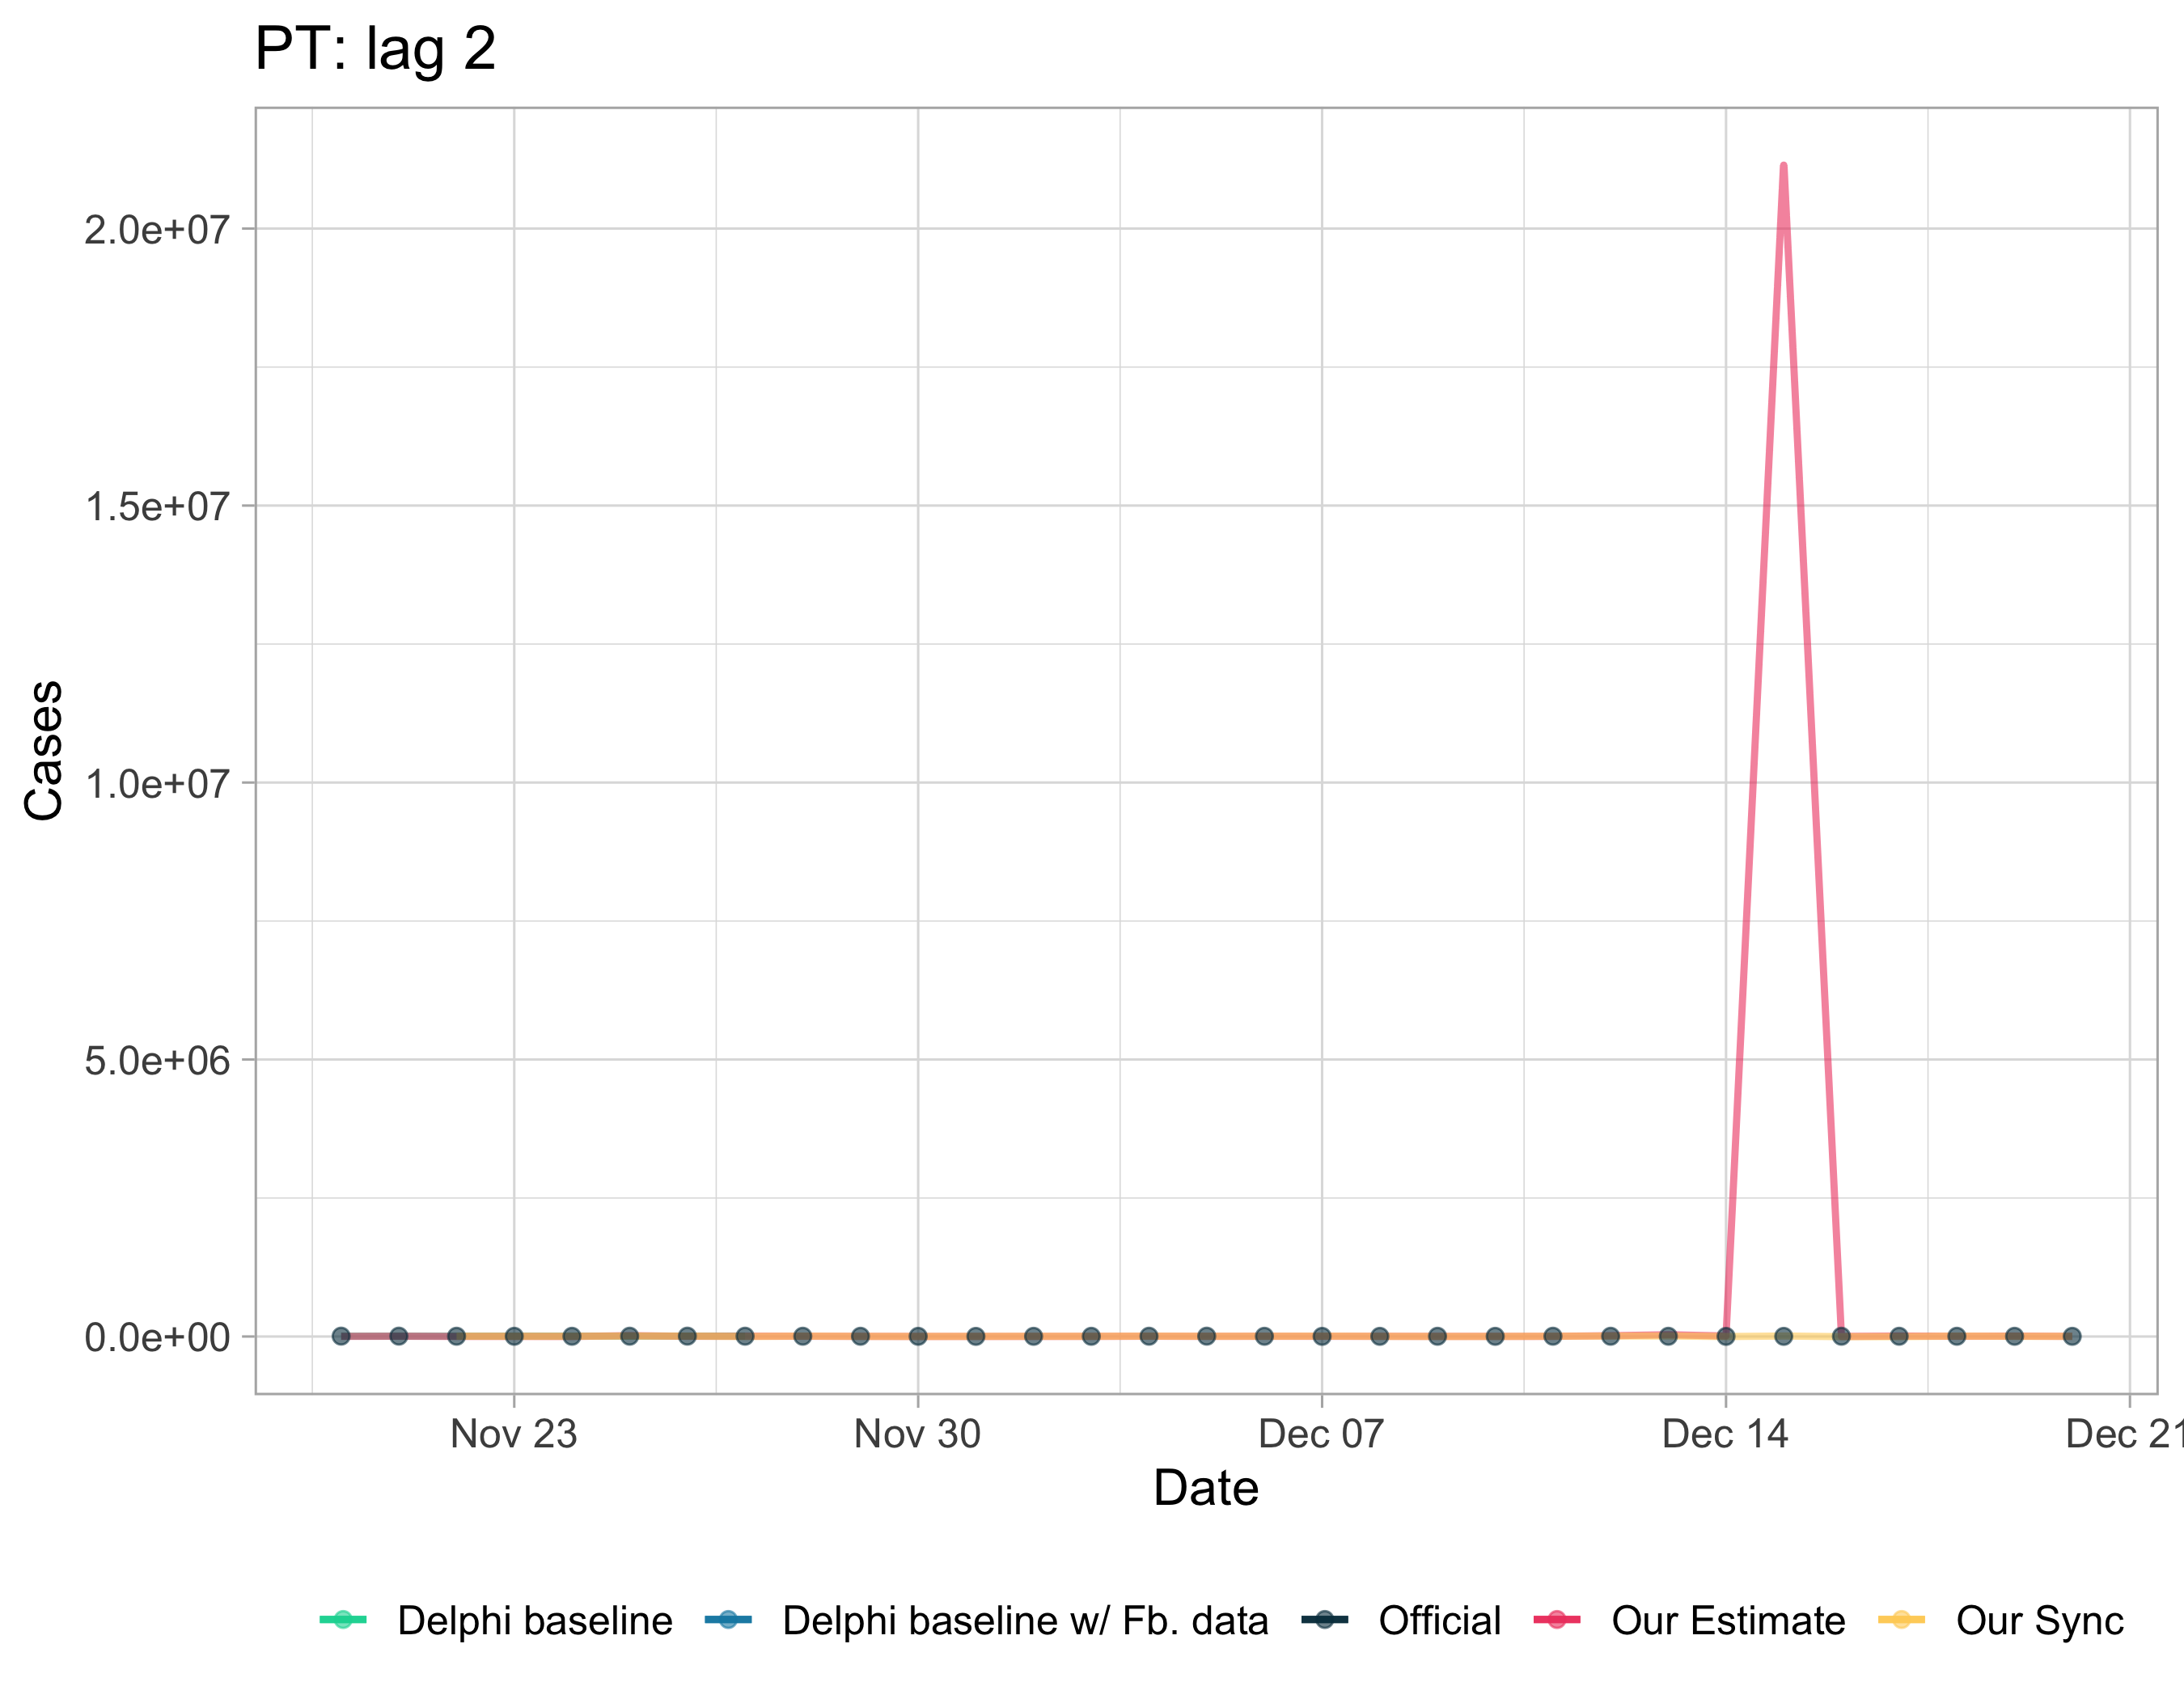 PT: lag 2
2.0e+07
1.5e+07
1.0e+07
5.0e+06
0.0e+00
Cases
Nov 23 Nov 30 Dec 07 Dec 14 Dec 21
Date
Delphi baseline Delphi baseline w/ Fb. data Official Our Estimate Our Sync